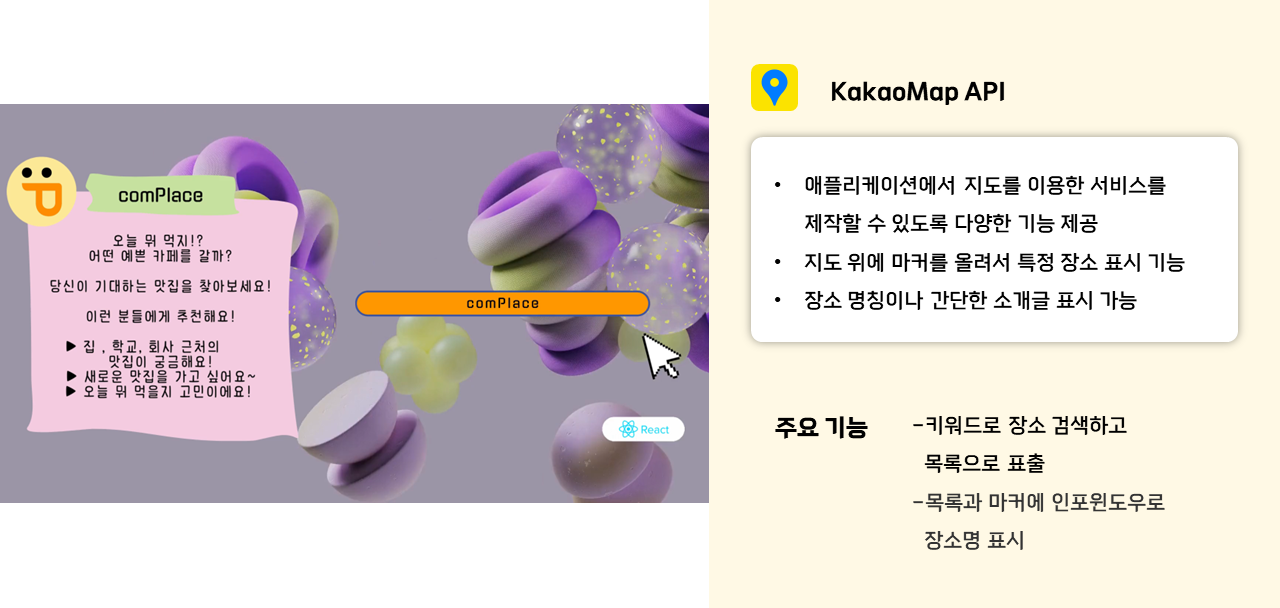 comPlace
오늘 뭐 먹지!?
어떤 예쁜 카페를 갈까?
당신이 기대하는 맛집을 찾아보세요!
이런 분들에게 추천해요!
▶ 집 , 학교, 회사 근처의
맛집이 궁금해요!
▶ 새로운 맛집을 가고 싶어요~
▶ 오늘 뭐 먹을지 고민이에요!
comPlace
React
KakaoMap API
• 애플리케이션에서 지도를 이용한 서비스를
제작할 수 있도록 다양한 기능 제공
• 지도 위에 마커를 올려서 특정 장소 표시 기능
• 장소 명칭이나 간단한 소개글 표시 가능
주요 기능
-키워드로 장소 검색하고
목록으로 표출
-목록과 마커에 인포윈도우로
장소명 표시